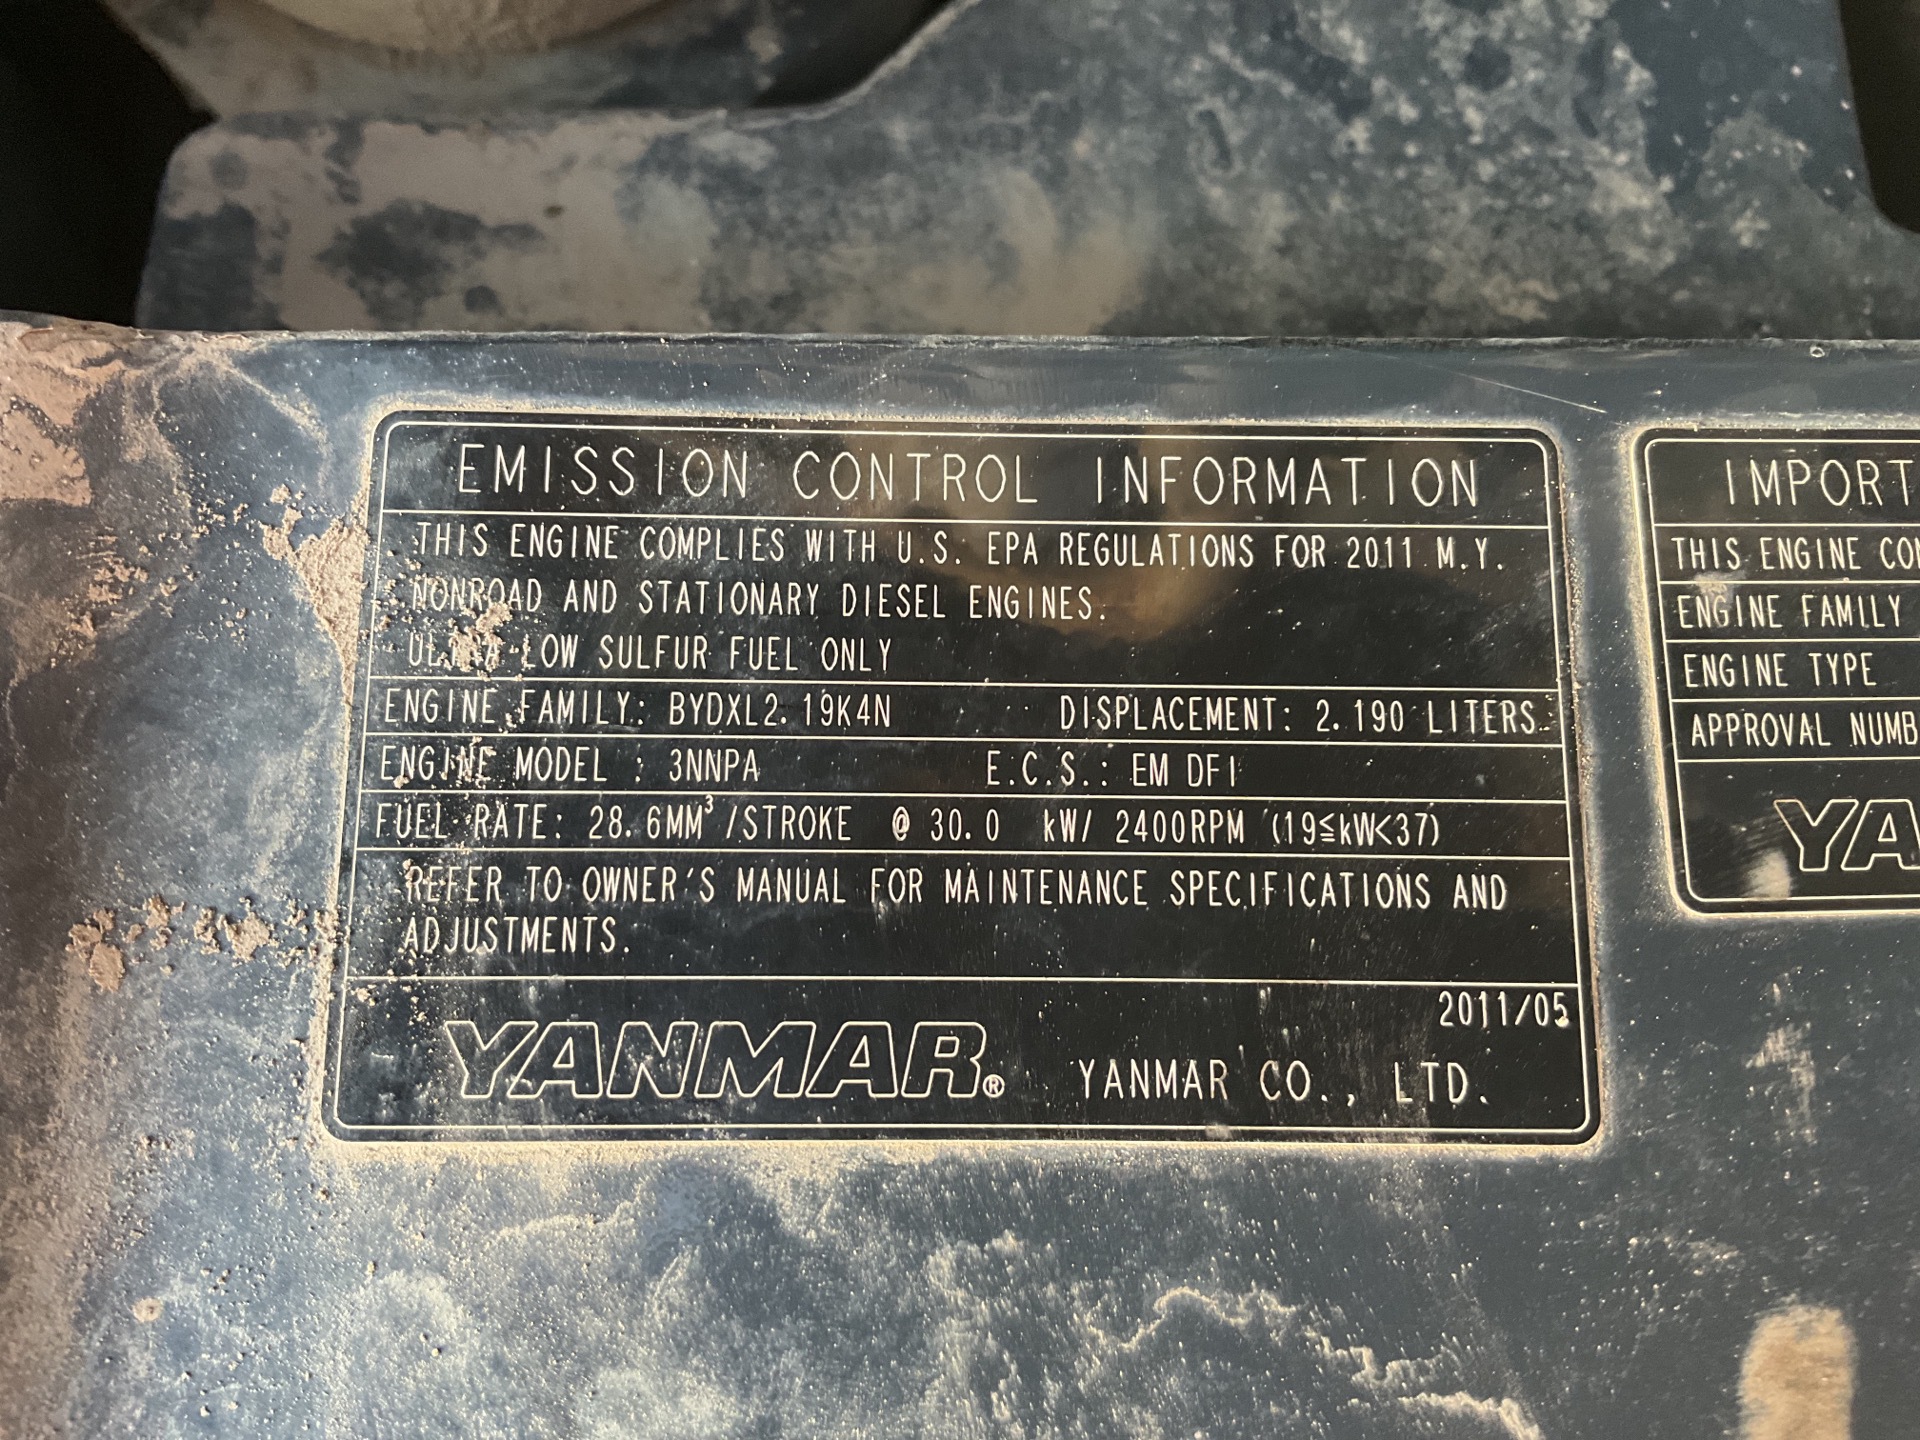 EMISSION CONTROL INFORMATION
THIS ENGINE COMPLIES WITH U.S. EPA REGULATIONS FOR 2011 M.Y.
NONROAD AND STATIONARY DIESEL ENGINES.
ULTRA LOW SULFUR FUEL ONLY
ENGINE FAMILY: BYDXL2.19K4N DISPLACEMENT: 2.190 LITERS
ENGINE MODEL : 3NNPA E.C.S.: EM DFI
FUEL RATE: 28.6MM³/STROKE @ 30.0 kW/ 2400RPM (19≦kW<37)
REFER TO OWNER'S MANUAL FOR MAINTENANCE SPECIFICATIONS AND
ADJUSTMENTS.
2011/05
YANMAR® YANMAR CO., LTD.
IMPORT
THIS ENGINE
ENGINE FAMILY
ENGINE TYPE
APPROVAL